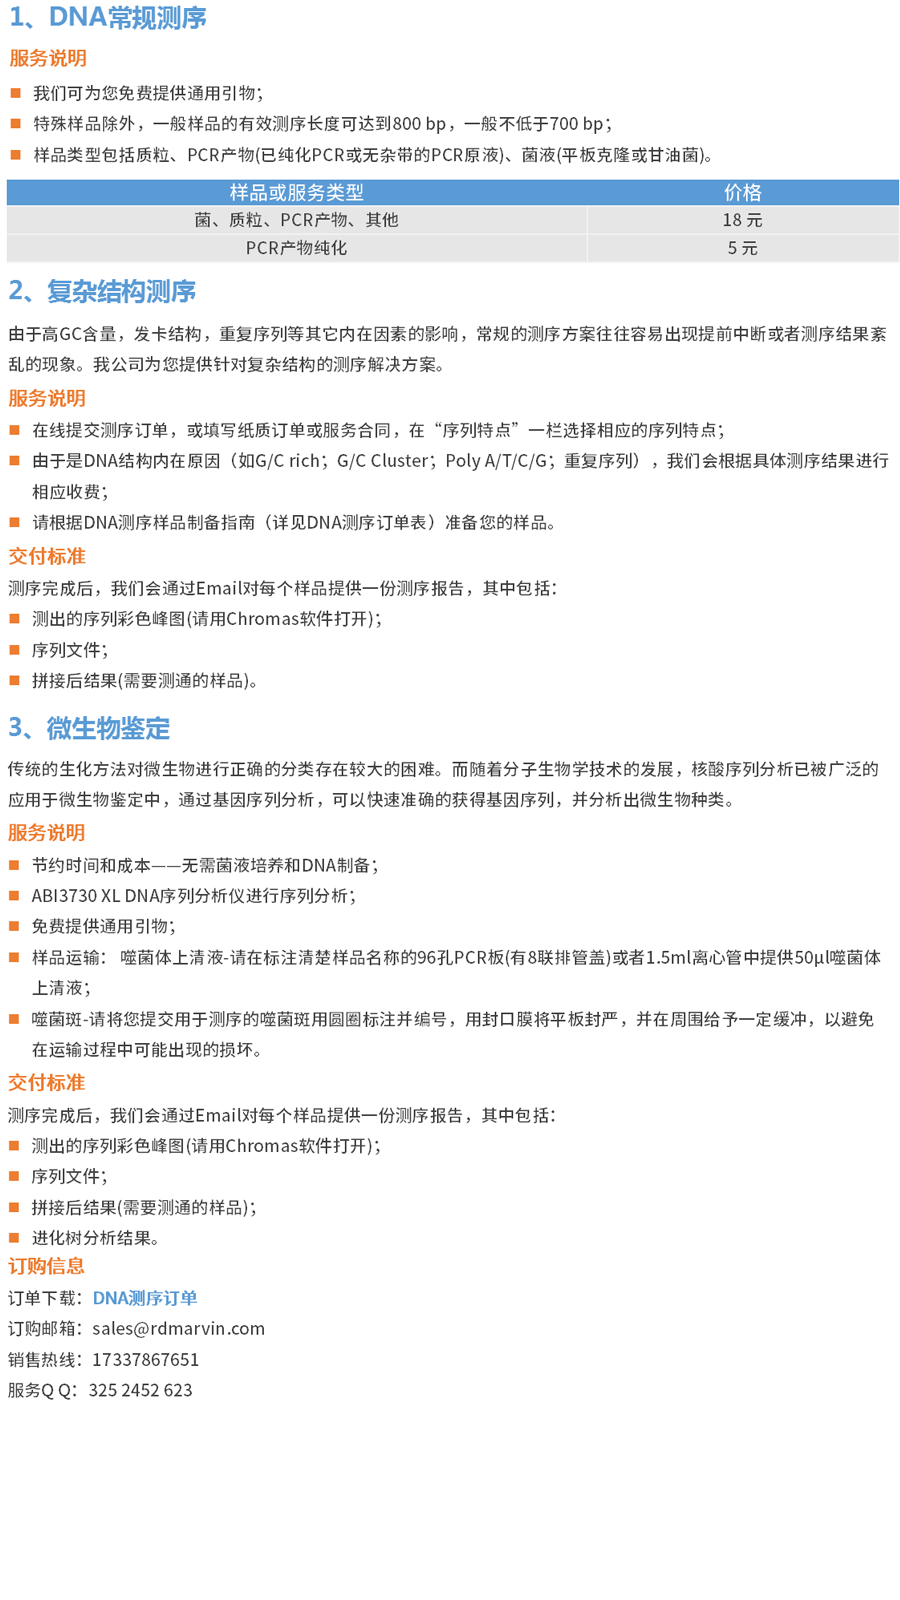 1、DNA常规测序
服务说明
我们可为您免费提供通用引物；
特殊样品除外，一般样品的有效测序长度可达到800 bp，一般不低于700 bp；
样品类型包括质粒、PCR产物(已纯化PCR或无杂带的PCR原液)、菌液(平板克隆或甘油菌)。
样品或服务类型 价格
菌、质粒、PCR产物、其他 18 元
PCR产物纯化 5 元
2、复杂结构测序
由于高GC含量，发卡结构，重复序列等其它内在因素的影响，常规的测序方案往往容易出现提前中断或者测序结果紊
乱的现象。我公司为您提供针对复杂结构的测序解决方案。
服务说明
在线提交测序订单，或填写纸质订单或服务合同，在“序列特点”一栏选择相应的序列特点；
由于是DNA结构内在原因（如G/C rich；G/C Cluster；Poly A/T/C/G；重复序列），我们会根据具体测序结果进行
相应收费；
请根据DNA测序样品制备指南（详见DNA测序订单表）准备您的样品。
交付标准
测序完成后，我们会通过Email对每个样品提供一份测序报告，其中包括：
测出的序列彩色峰图(请用Chromas软件打开)；
序列文件；
拼接后结果(需要测通的样品)。
3、微生物鉴定
传统的生化方法对微生物进行正确的分类存在较大的困难。而随着分子生物学技术的发展，核酸序列分析已被广泛的
应用于微生物鉴定中，通过基因序列分析，可以快速准确的获得基因序列，并分析出微生物种类。
服务说明
节约时间和成本——无需菌液培养和DNA制备；
ABI3730 XL DNA序列分析仪进行序列分析；
免费提供通用引物；
样品运输： 噬菌体上清液-请在标注清楚样品名称的96孔PCR板(有8联排管盖)或者1.5ml离心管中提供50μl噬菌体
上清液；
噬菌斑-请将您提交用于测序的噬菌斑用圆圈标注并编号，用封口膜将平板封严，并在周围给予一定缓冲，以避免
在运输过程中可能出现的损坏。
交付标准
测序完成后，我们会通过Email对每个样品提供一份测序报告，其中包括：
测出的序列彩色峰图(请用Chromas软件打开)；
序列文件；
拼接后结果(需要测通的样品)；
进化树分析结果。
订购信息
订单下载：DNA测序订单
订购邮箱：sales@rdmarvin.com
销售热线：17337867651
服务Q Q：325 2452 623